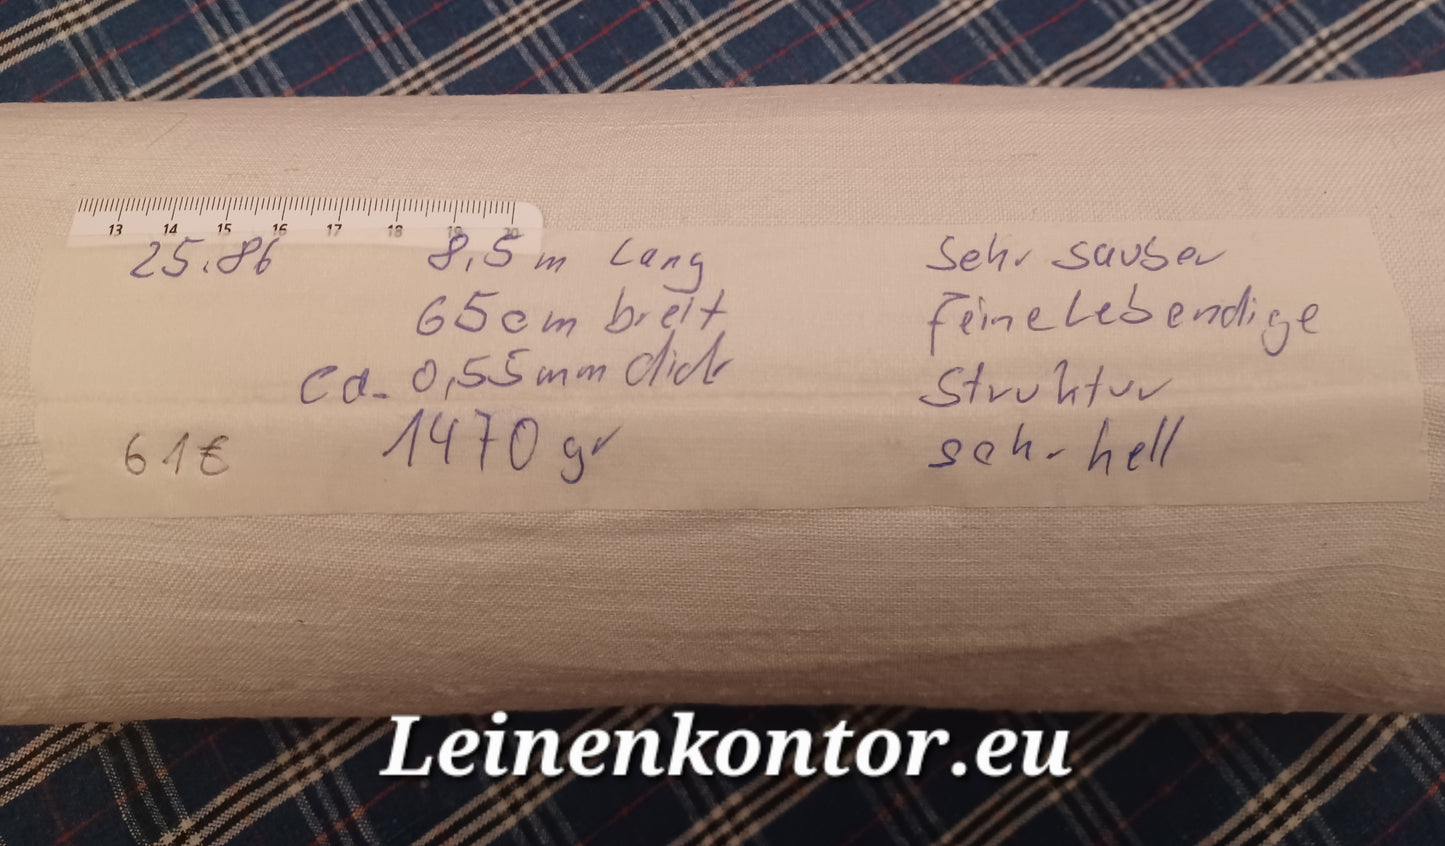 13 14 15 16 17 18 19 20
25.86 8,5 m lang sehr sauber
65cm breit feine lebendige
ca. 0,55mm dick Struktur
61€ 1470 gr sehr hell
Leinenkontor.eu